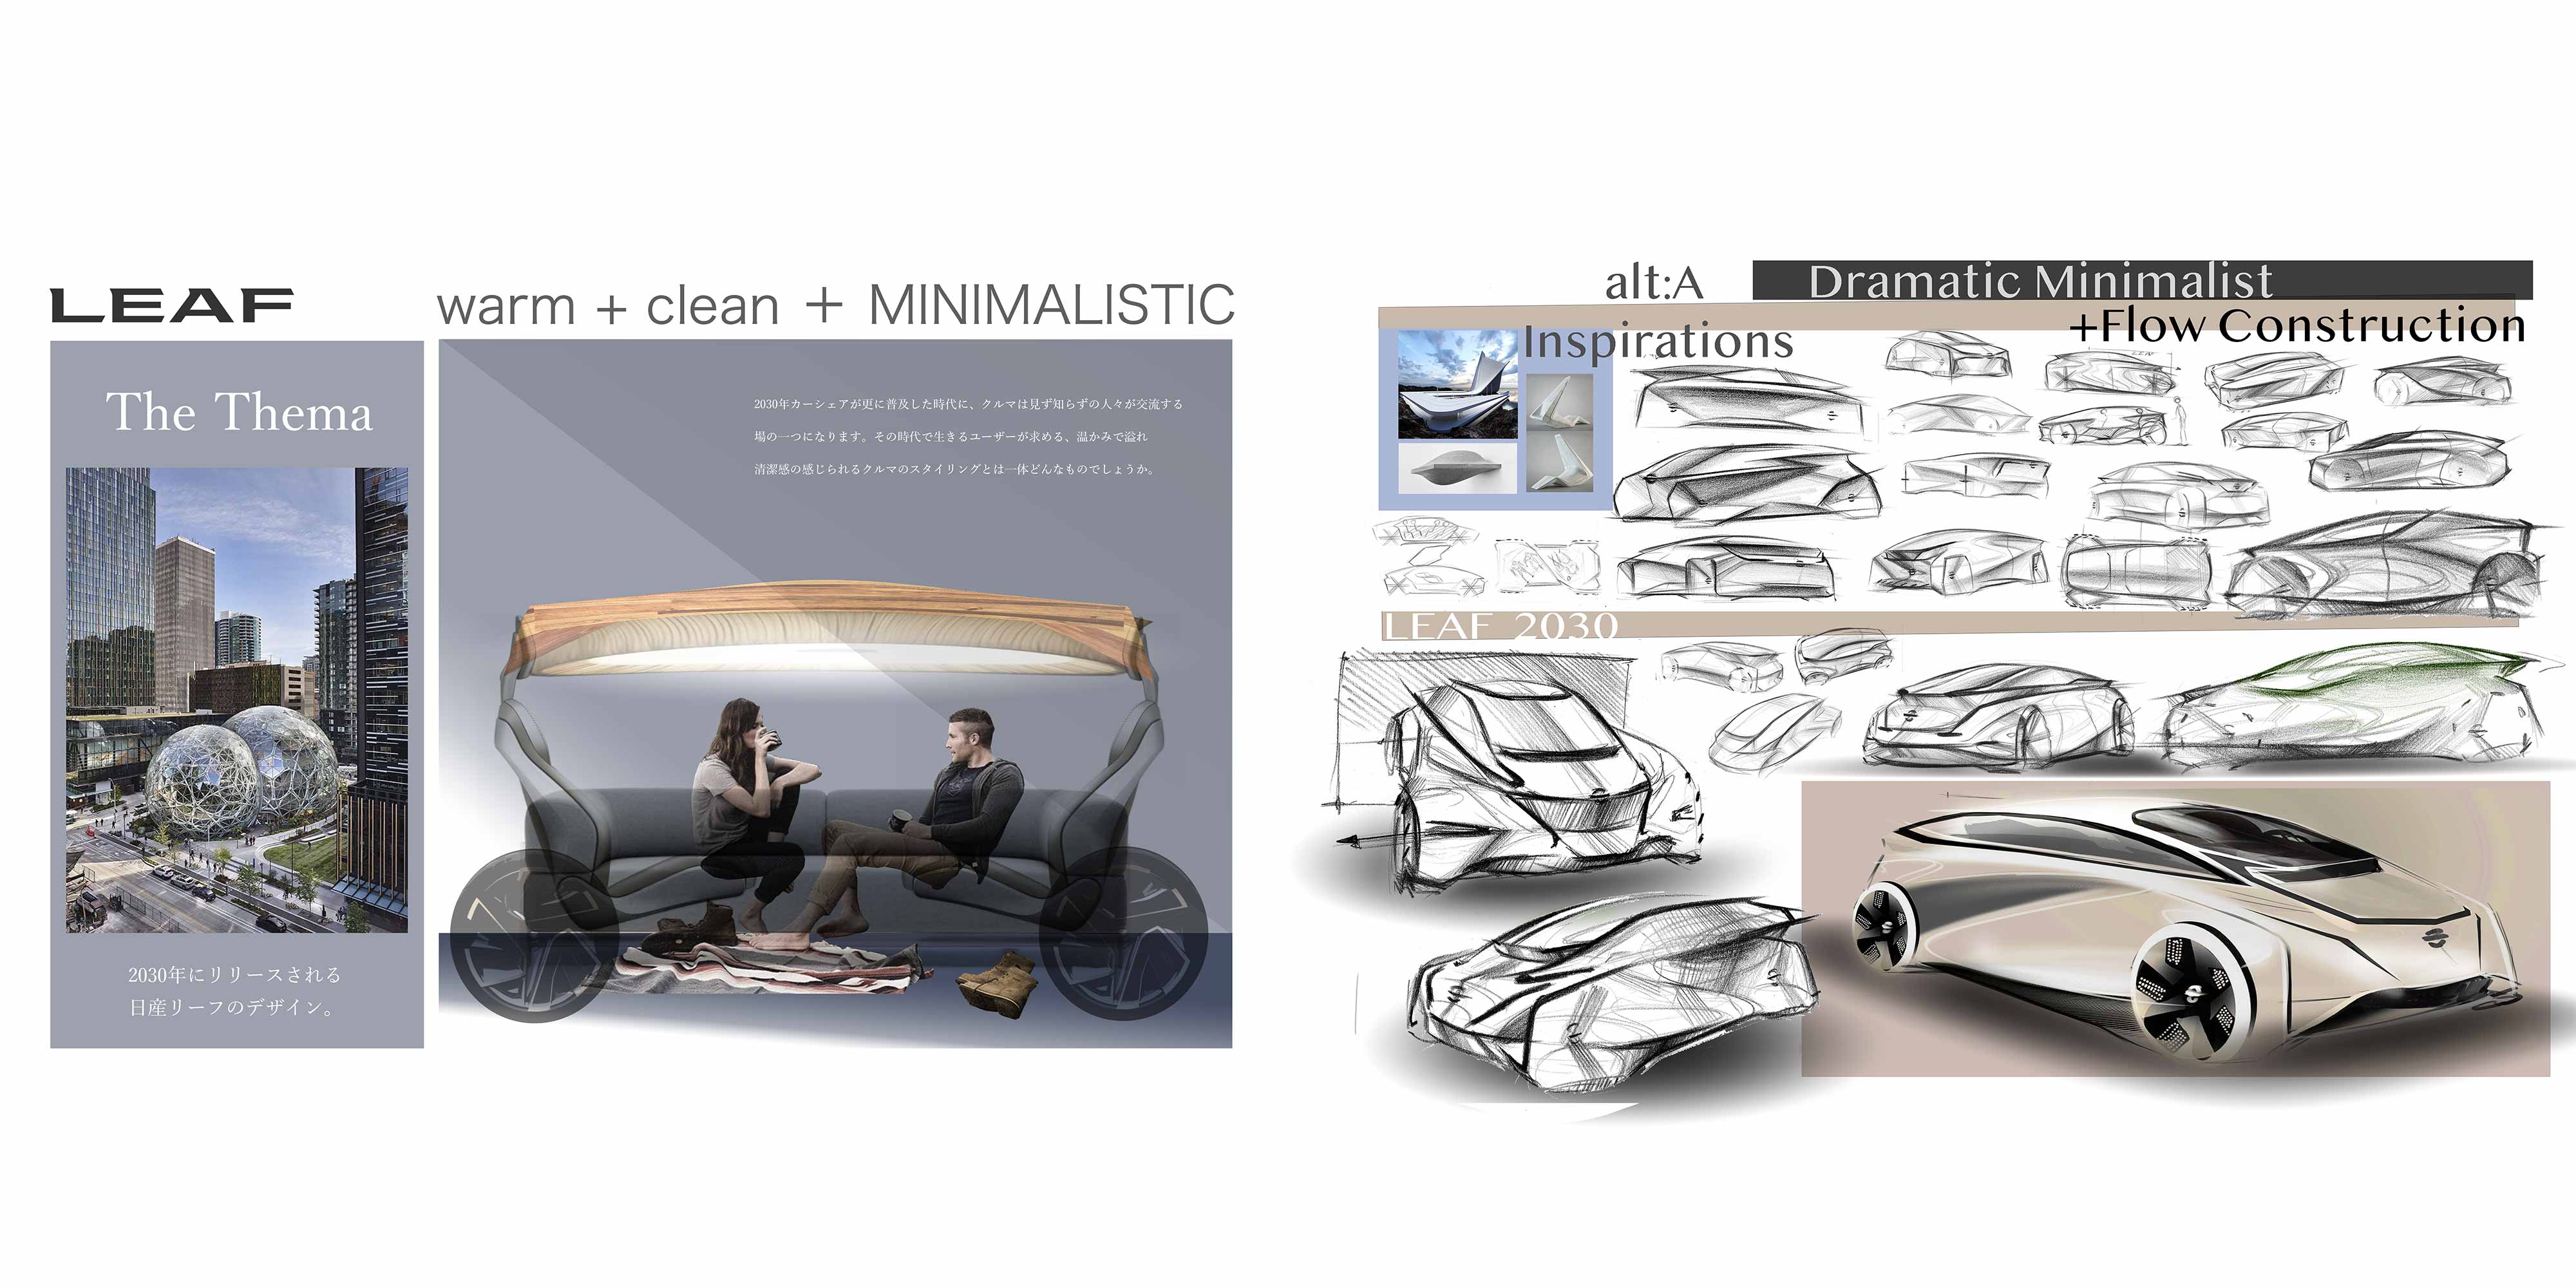 LEAF
The Thema
2030年にリリースされる
日産リーフのデザイン。
warm + clean + MINIMALISTIC
2030年カーシェアが更に普及した時代に、クルマは見ず知らずの人々が交流する
場の一つになります。その時代で生きるユーザーが求める、温かみで溢れ
清潔感の感じられるクルマのスタイリングとは一体どんなものでしょうか。
alt:A
Dramatic Minimalist
+Flow Construction
Inspirations
LEAF 2030